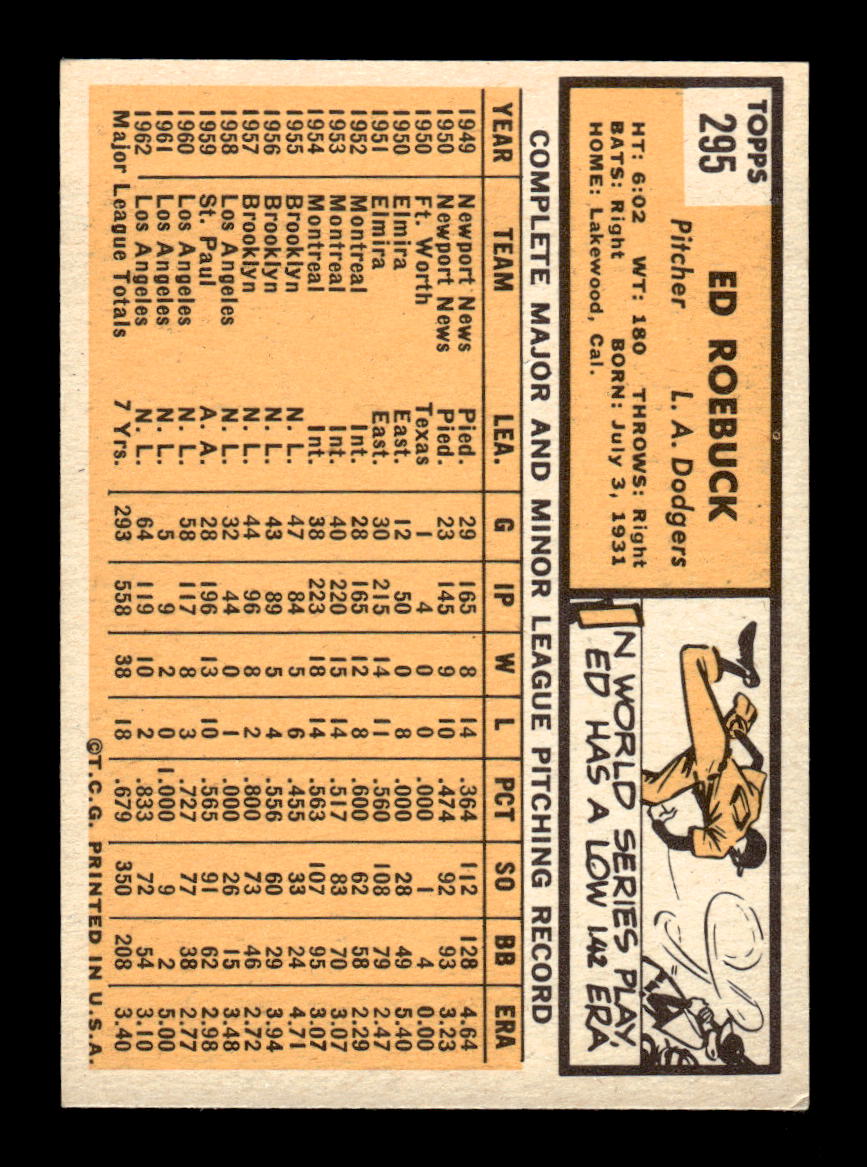 TOPPS
295
ED ROEBUCK
Pitcher L. A. Dodgers
HT: 6:02 WT: 180 THROWS: Right
BATS: Right BORN: July 3, 1931
HOME: Lakewood, Cal.
IN WORLD SERIES PLAY,
ED HAS A LOW 1.42 ERA
COMPLETE MAJOR AND MINOR LEAGUE PITCHING RECORD
YEAR TEAM LEA. G IP W L PCT SO BB ERA
1949 Newport News Pied. 29 165 8 14 .364 112 128 4.64
1950 Newport News Pied. 23 145 9 10 .474 92 93 3.23
1950 Ft. Worth Texas 1 4 0 0 .000 1 4 0.00
1950 Elmira East. 12 50 0 8 .000 28 49 5.40
1951 Elmira East. 30 215 14 11 .560 108 79 2.47
1952 Montreal Int. 28 165 12 8 .600 62 58 2.29
1953 Montreal Int. 40 220 15 14 .517 83 70 3.07
1954 Montreal Int. 38 223 18 14 .563 107 95 3.07
1955 Brooklyn N. L. 47 84 5 6 .455 33 24 4.71
1956 Brooklyn N. L. 43 89 5 4 .556 60 29 3.94
1957 Brooklyn N. L. 44 96 8 2 .800 73 46 2.72
1958 Los Angeles N. L. 32 44 0 1 .000 26 15 3.48
1959 St. Paul A. A. 28 196 13 10 .565 91 62 2.98
1960 Los Angeles N. L. 58 117 8 3 .727 77 38 2.77
1961 Los Angeles N. L. 5 9 2 0 1.000 9 2 5.00
1962 Los Angeles N. L. 64 119 10 2 .833 72 54 3.10
Major League Totals 7 Yrs. 293 558 38 18 .679 350 208 3.40
©T.C.G. PRINTED IN U.S.A.